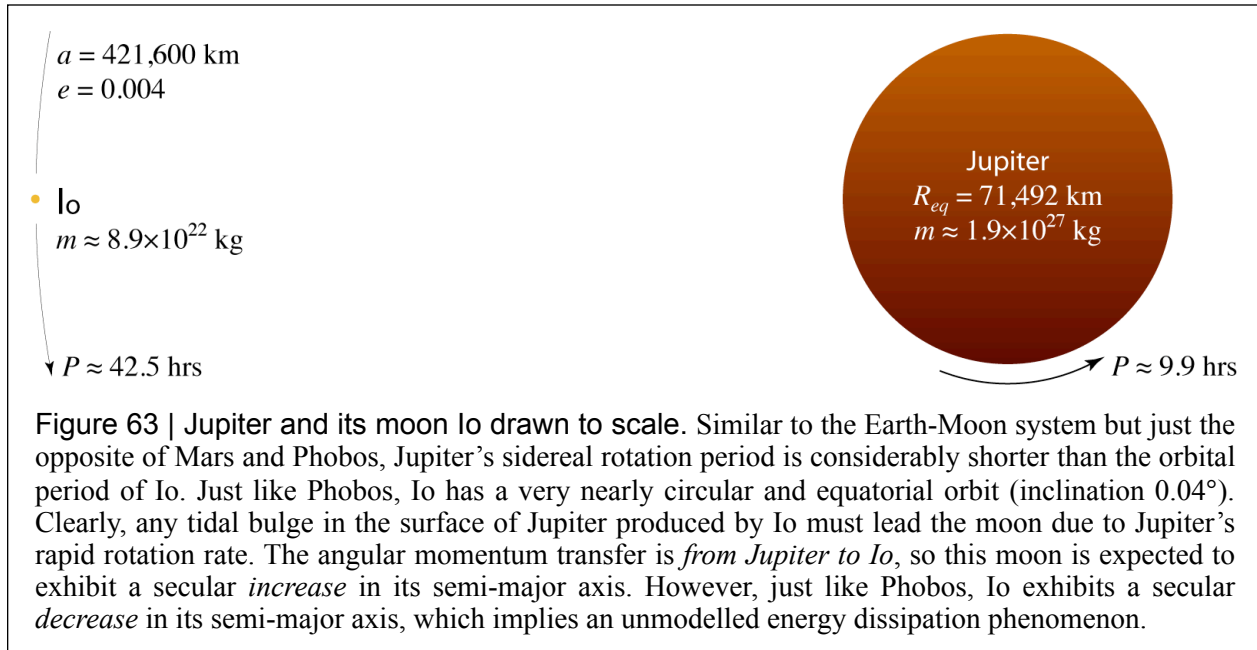 a = 421,600 km
e = 0.004
Io
m ≈ 8.9×10²² kg
P ≈ 42.5 hrs
Jupiter
R_eq = 71,492 km
m ≈ 1.9×10²⁷ kg
P ≈ 9.9 hrs
Figure 63 | Jupiter and its moon Io drawn to scale. Similar to the Earth-Moon system but just the
opposite of Mars and Phobos, Jupiter’s sidereal rotation period is considerably shorter than the orbital
period of Io. Just like Phobos, Io has a very nearly circular and equatorial orbit (inclination 0.04°).
Clearly, any tidal bulge in the surface of Jupiter produced by Io must lead the moon due to Jupiter’s
rapid rotation rate. The angular momentum transfer is from Jupiter to Io, so this moon is expected to
exhibit a secular increase in its semi-major axis. However, just like Phobos, Io exhibits a secular
decrease in its semi-major axis, which implies an unmodelled energy dissipation phenomenon.